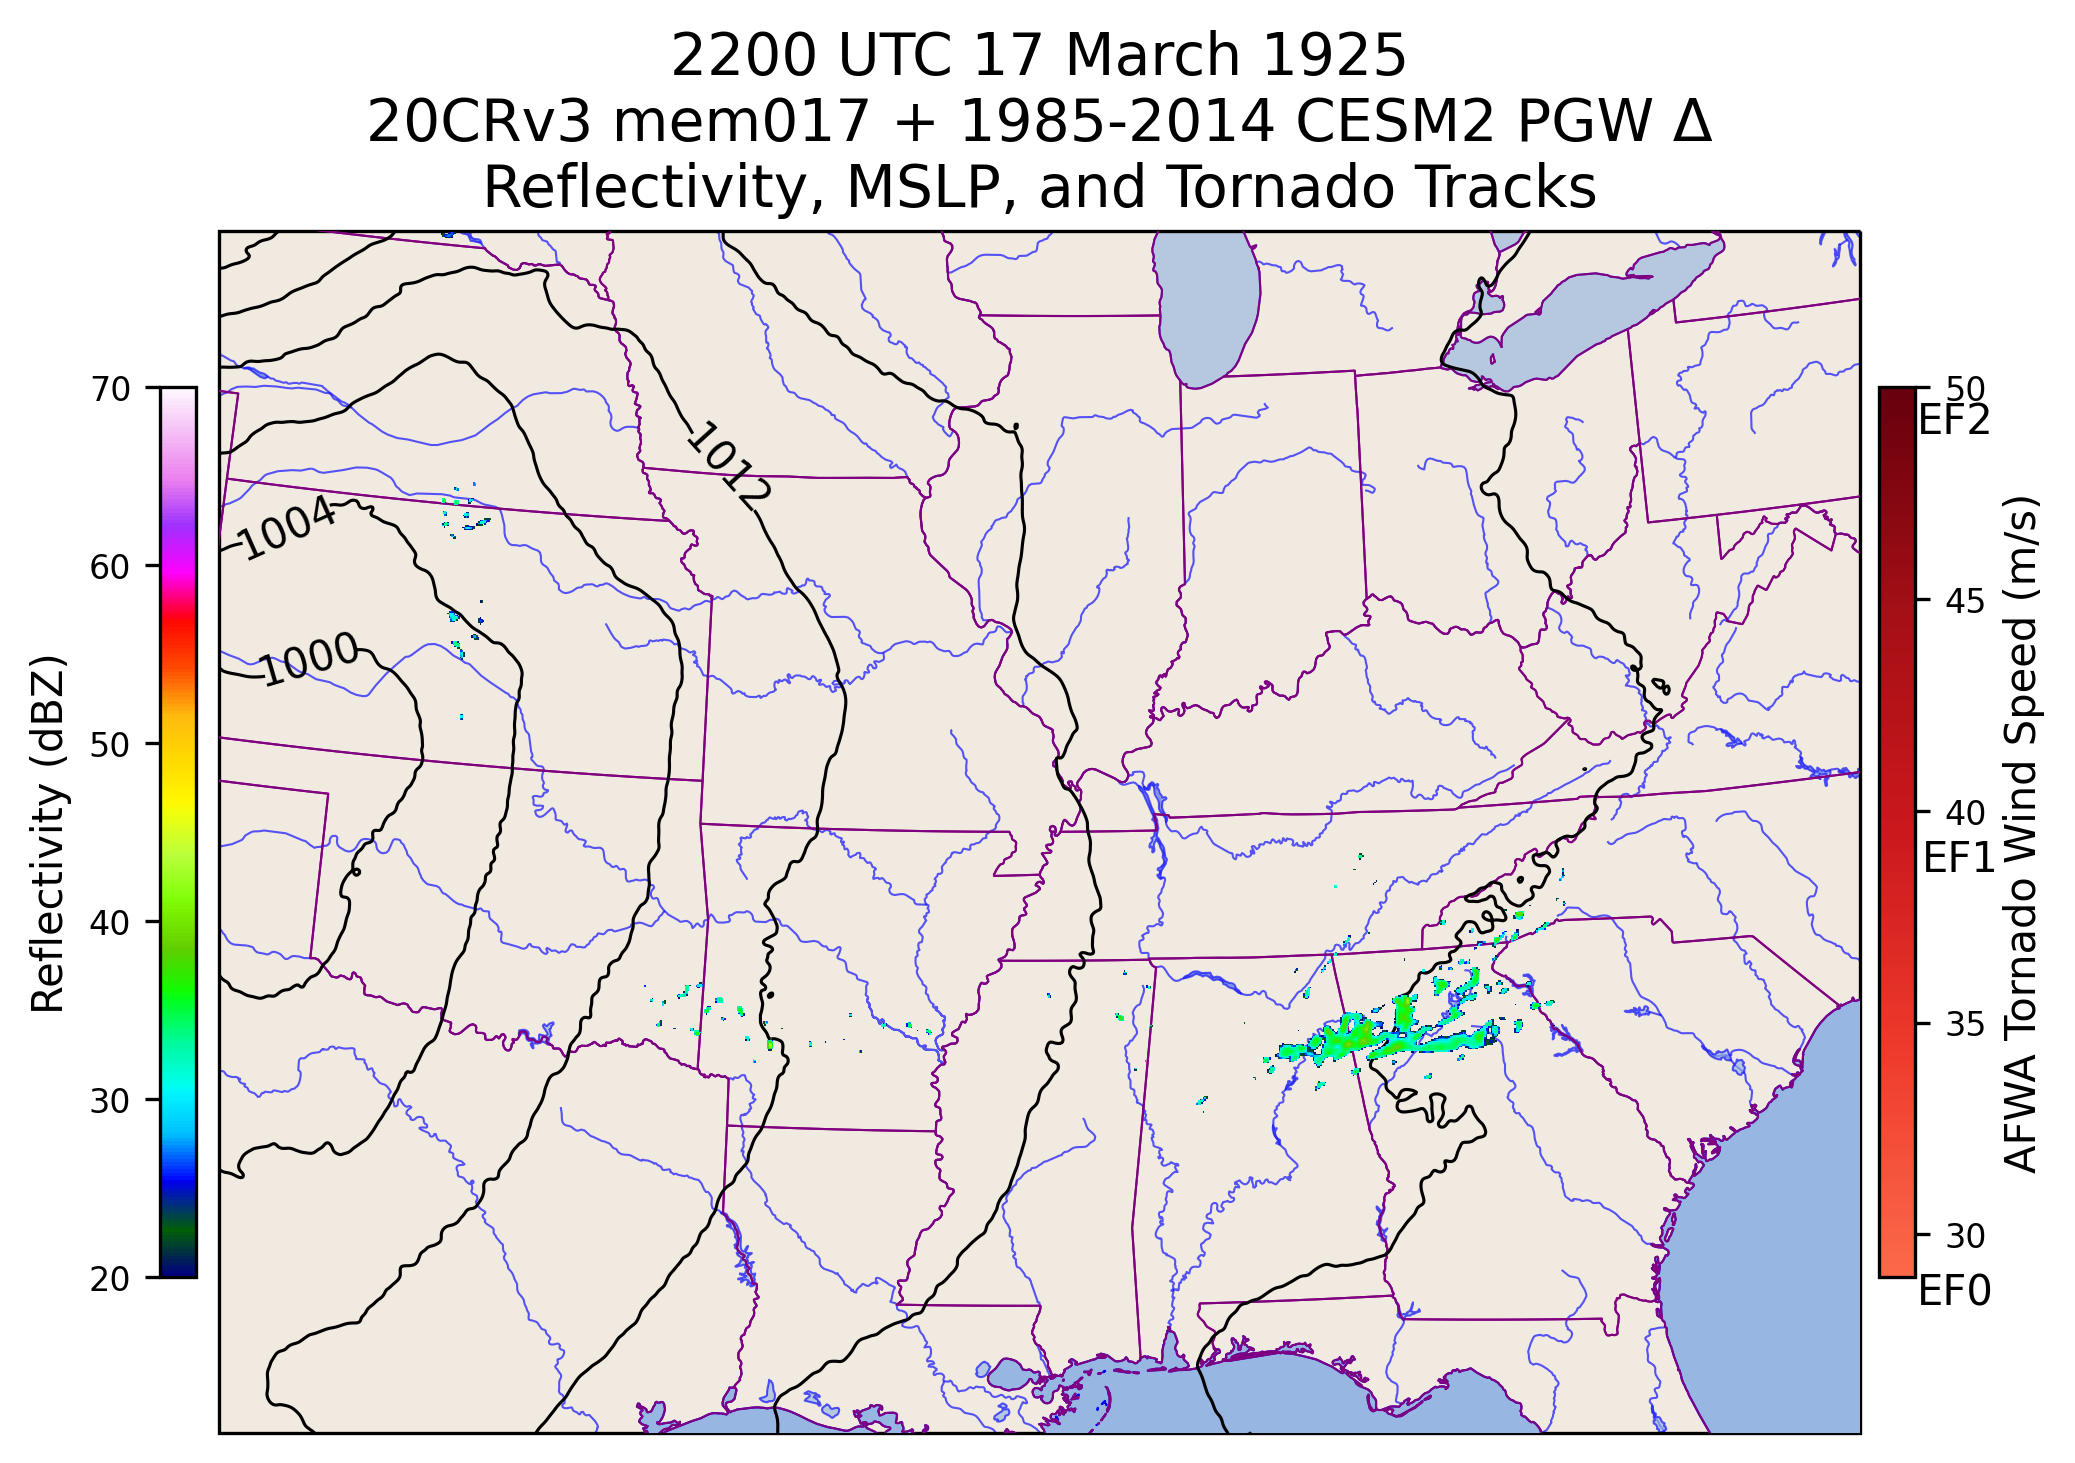 2200 UTC 17 March 1925
20CRv3 mem017 + 1985-2014 CESM2 PGW Δ
Reflectivity, MSLP, and Tornado Tracks
70
60
50
40
30
20
Reflectivity (dBZ)
1012
1004
1000
50
EF2
45
40
EF1
35
30
EF0
AFWA Tornado Wind Speed (m/s)